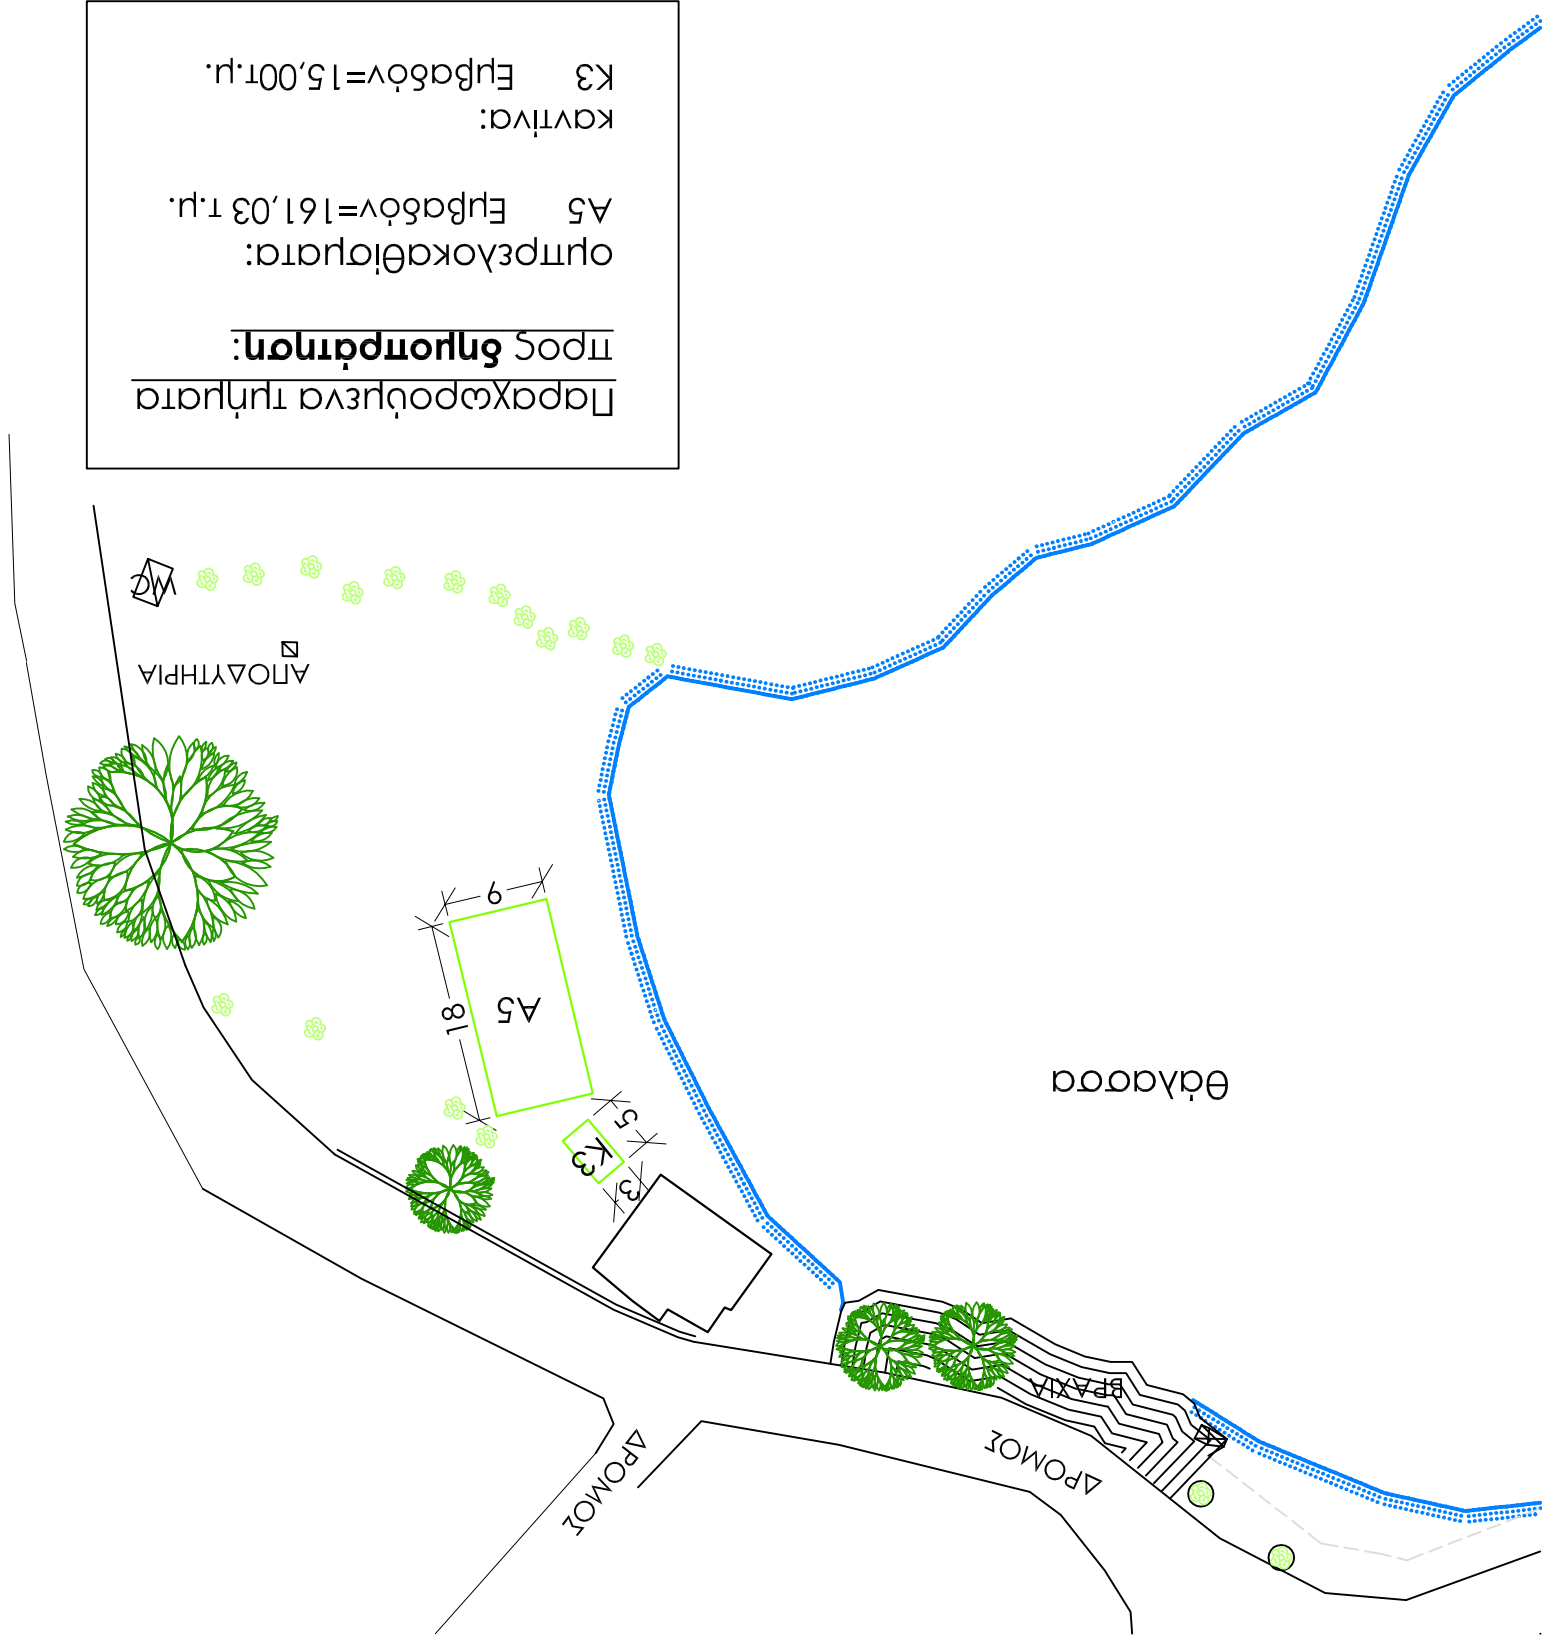 Παραχωρούμενα τμήματα
προς δημοπράτηση:
ομπρελοκαθίσματα:
Α5 Εμβαδόν=161,03 τ.μ.
καντίνα:
Κ3 Εμβαδόν=15,00τ.μ.
ΔΡΟΜΟΣ
ΔΡΟΜΟΣ
ΒΡΑΧΙΑ
3
Κ3
5
θάλασσα
Α5
18
9
ΑΠΟΔΥΤΗΡΙΑ
WC